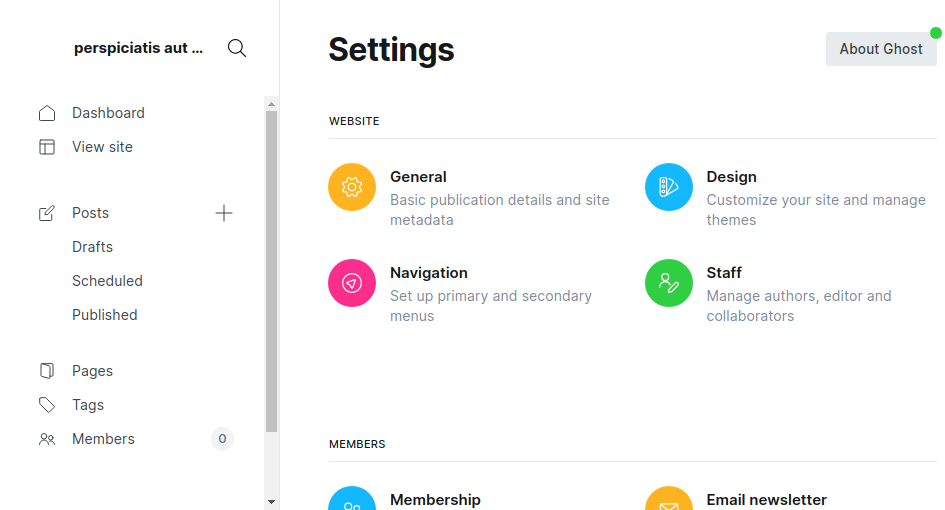 perspiciatis aut ...
Dashboard
View site
Posts
Drafts
Scheduled
Published
Pages
Tags
Members
0
Settings
About Ghost
WEBSITE
General
Basic publication details and site
metadata
Design
Customize your site and manage
themes
Navigation
Set up primary and secondary
menus
Staff
Manage authors, editor and
collaborators
MEMBERS
Membership
Email newsletter